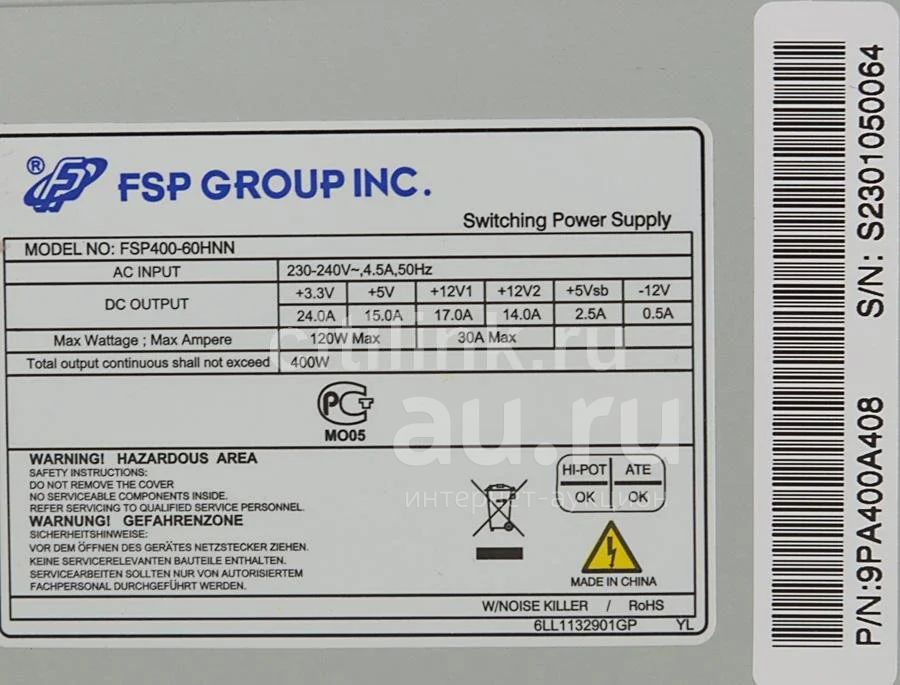 ® FSP GROUP INC.
Switching Power Supply
MODEL NO: FSP400-60HNN
AC INPUT 230-240V~,4.5A,50Hz
DC OUTPUT +3.3V +5V +12V1 +12V2 +5Vsb -12V
24.0A 15.0A 17.0A 14.0A 2.5A 0.5A
Max Wattage ; Max Ampere 120W Max 30A Max
Total output continuous shall not exceed 400W
citilink.ru
au.ru
интернет-аукцион
РСТ
MO05
WARNING! HAZARDOUS AREA
SAFETY INSTRUCTIONS:
DO NOT REMOVE THE COVER
NO SERVICEABLE COMPONENTS INSIDE.
REFER SERVICING TO QUALIFIED SERVICE PERSONNEL.
WARNUNG! GEFAHRENZONE
SICHERHEITSHINWEISE:
VOR DEM ÖFFNEN DES GERÄTES NETZSTECKER ZIEHEN.
KEINE SERVICERELEVANTEN BAUTEILE ENTHALTEN.
SERVICEARBEITEN SOLLTEN NUR VON AUTORISIERTEM
FACHPERSONAL DURCHGEFÜHRT WERDEN.
HI-POT ATE
OK OK
MADE IN CHINA
W/NOISE KILLER / RoHS
6LL1132901GP YL
S/N: S2301050064
P/N:9PA400A408